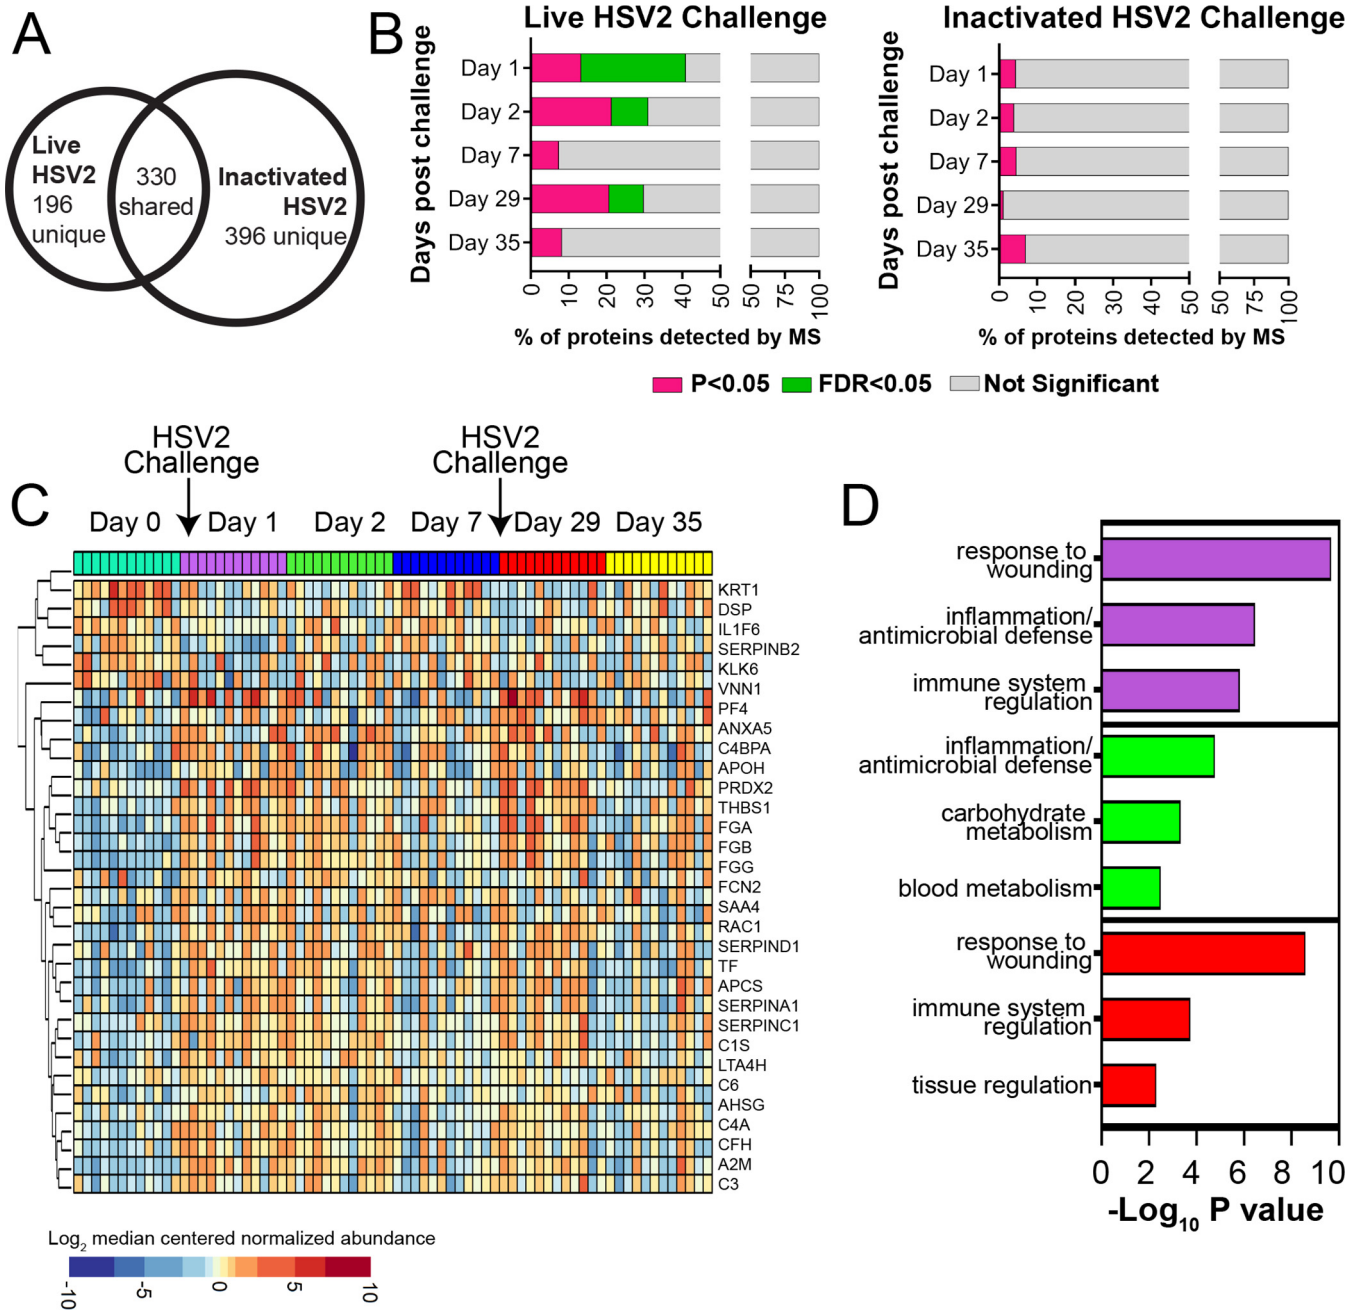 A
Live
HSV2
196
unique
330
shared
Inactivated
HSV2
396 unique
B
Live HSV2 Challenge
Days post challenge
Day 1
Day 2
Day 7
Day 29
Day 35
0 10 20 30 40 50 50 75 100
% of proteins detected by MS
Inactivated HSV2 Challenge
Days post challenge
Day 1
Day 2
Day 7
Day 29
Day 35
0 10 20 30 40 50 50 75 100
% of proteins detected by MS
P<0.05 FDR<0.05 Not Significant
C
HSV2
Challenge
HSV2
Challenge
Day 0 Day 1 Day 2 Day 7 Day 29 Day 35
KRT1
DSP
IL1F6
SERPINB2
KLK6
VNN1
PF4
ANXA5
C4BPA
APOH
PRDX2
THBS1
FGA
FGB
FGG
FCN2
SAA4
RAC1
SERPIND1
TF
APCS
SERPINA1
SERPINC1
C1S
LTA4H
C6
AHSG
C4A
CFH
A2M
C3
Log2 median centered normalized abundance
-10 -5 0 5 10
D
response to
wounding
inflammation/
antimicrobial defense
immune system
regulation
inflammation/
antimicrobial defense
carbohydrate
metabolism
blood metabolism
response to
wounding
immune system
regulation
tissue regulation
0 2 4 6 8 10
-Log10 P value